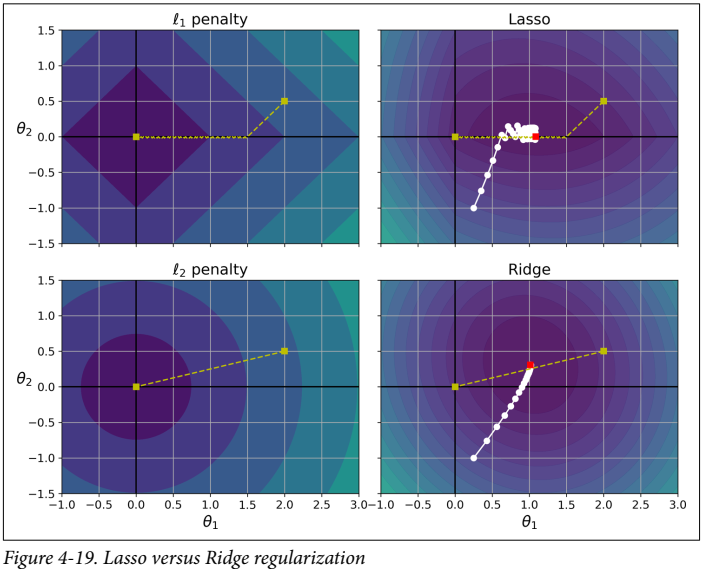 ℓ₁ penalty
Lasso
1.5
1.0
0.5
θ₂ 0.0
−0.5
−1.0
−1.5
ℓ₂ penalty
Ridge
1.5
1.0
0.5
θ₂ 0.0
−0.5
−1.0
−1.5
−1.0 −0.5 0.0 0.5 1.0 1.5 2.0 2.5 3.0 −1.0 −0.5 0.0 0.5 1.0 1.5 2.0 2.5 3.0
θ₁ θ₁
Figure 4-19. Lasso versus Ridge regularization